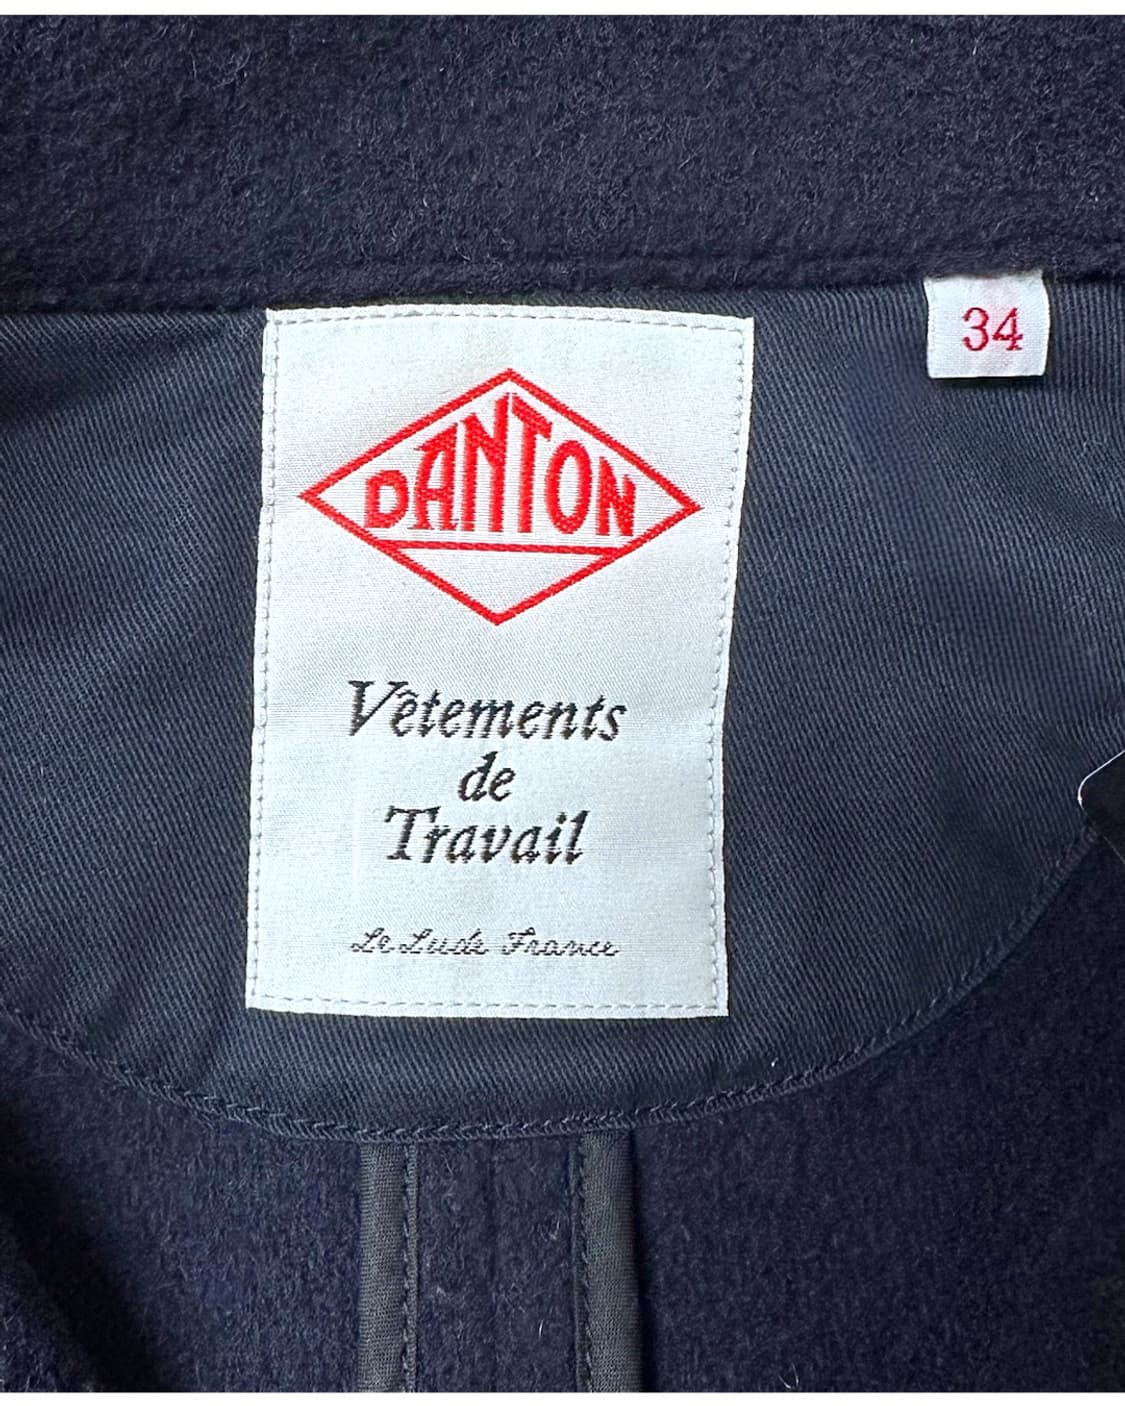 34
DANTON
Vêtements
de
Travail
Le Lude France